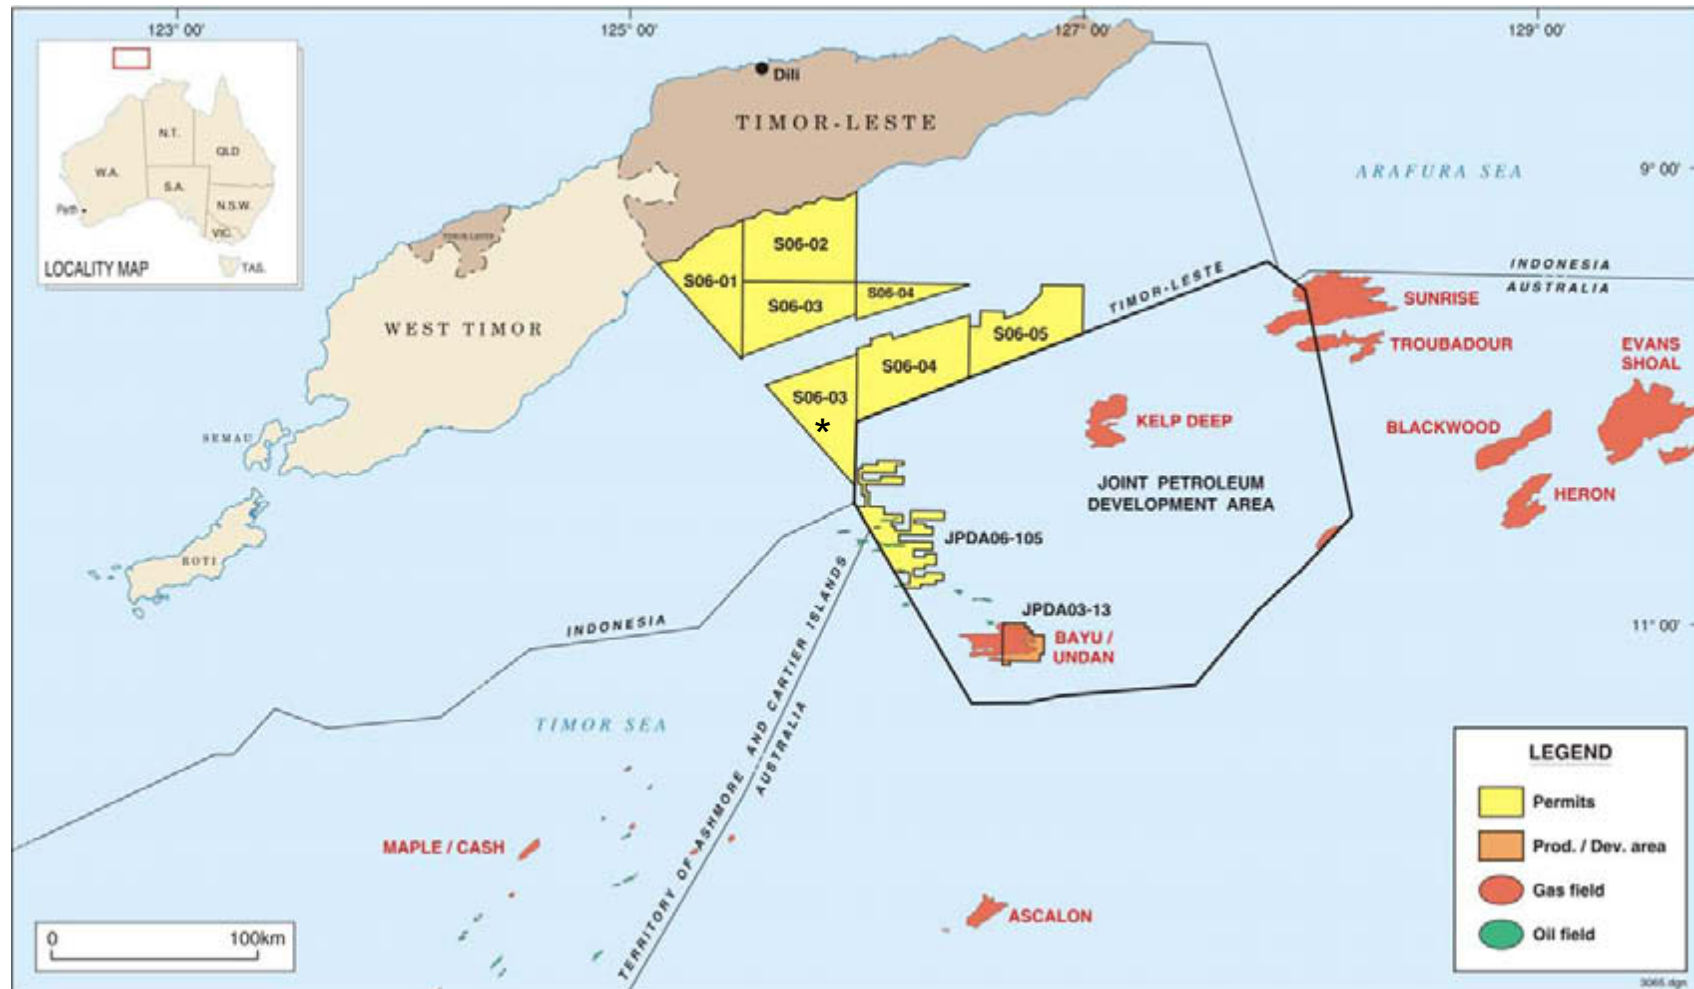 123° 00'
125° 00'
127° 00'
129° 00'
N.T.
QLD
W.A.
S.A.
N.S.W.
VIC.
Perth
TAS.
LOCALITY MAP
Dili
TIMOR-LESTE
ARAFURA SEA
9° 00'
TIMOR-LESTE
WEST TIMOR
S06-01
S06-02
S06-03
S06-04
S06-05
S06-04
S06-03
*
TIMOR-LESTE
INDONESIA
AUSTRALIA
SUNRISE
TROUBADOUR
EVANS
SHOAL
BLACKWOOD
HERON
KELP DEEP
JOINT PETROLEUM
DEVELOPMENT AREA
SEMAU
ROTI
JPDA06-105
JPDA03-13
BAYU /
UNDAN
11° 00'
INDONESIA
TIMOR SEA
TERRITORY OF ASHMORE AND CARTIER ISLANDS
AUSTRALIA
MAPLE / CASH
ASCALON
0 100km
LEGEND
Permits
Prod. / Dev. area
Gas field
Oil field
3065.dgn